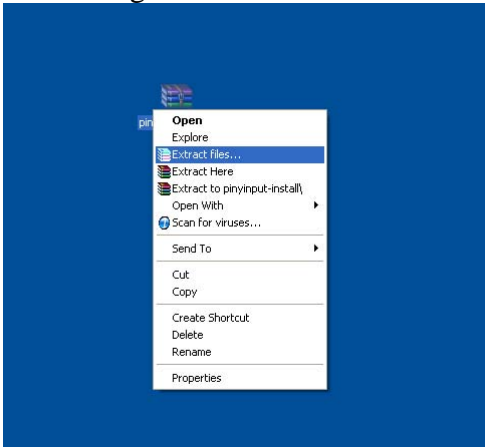 pin
Open
Explore
Extract files...
Extract Here
Extract to pinyinput-install\
Open With
Scan for viruses...
Send To
Cut
Copy
Create Shortcut
Delete
Rename
Properties